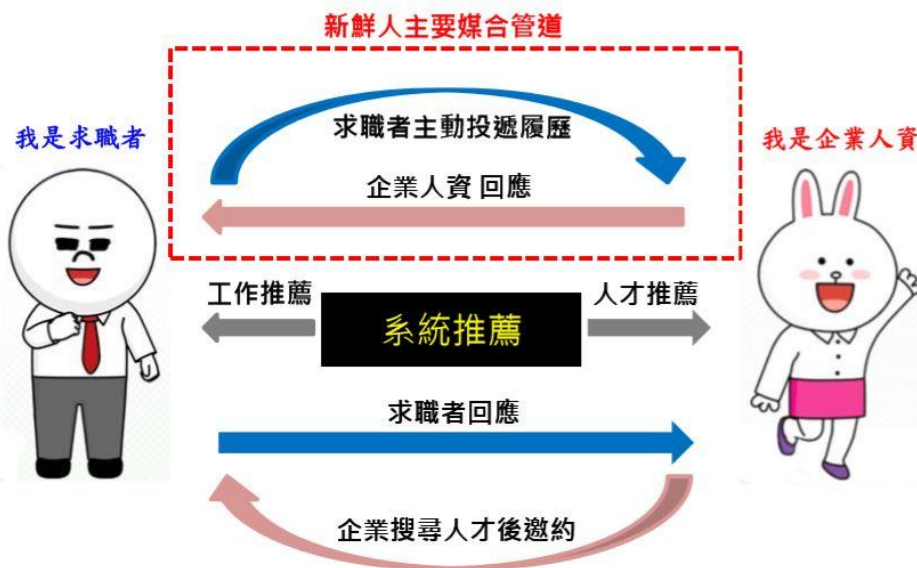 新鮮人主要媒合管道
我是求職者
求職者主動投遞履歷
我是企業人資
企業人資 回應
工作推薦
系統推薦
人才推薦
求職者回應
企業搜尋人才後邀約